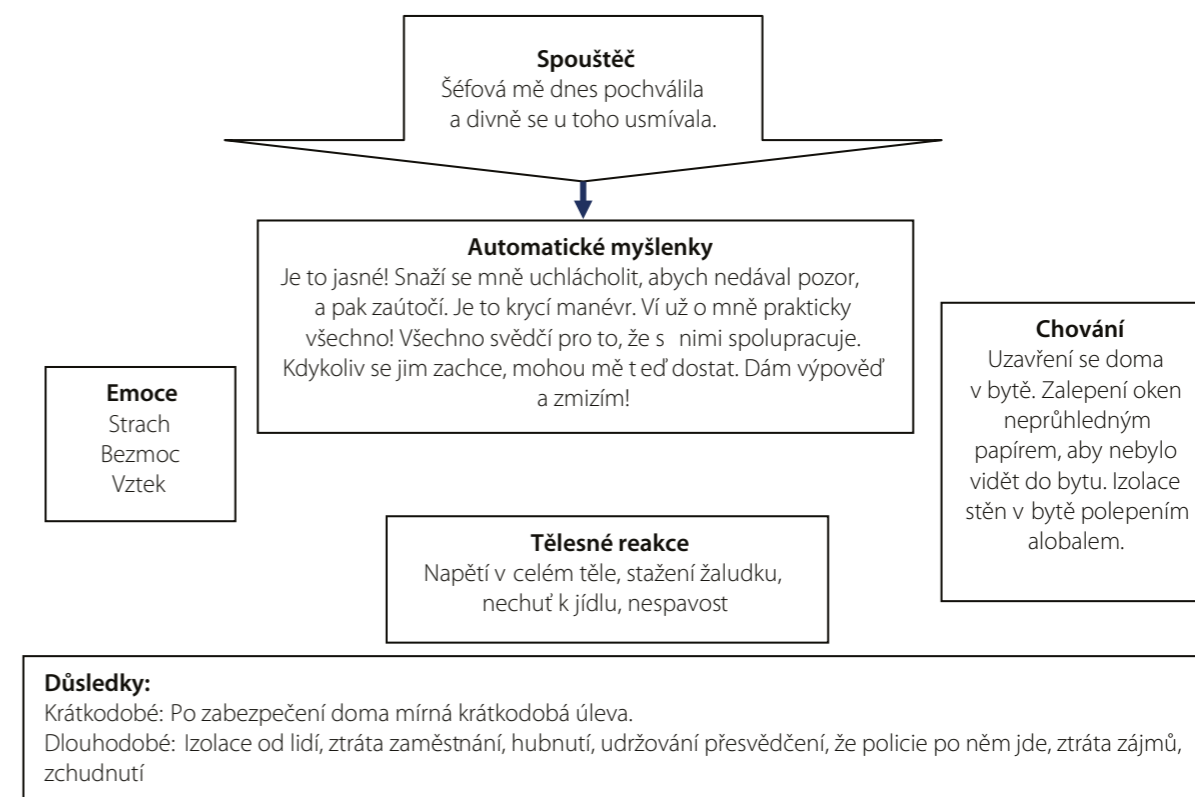 Spouštěč
Šéfová mě dnes pochválila
a divně se u toho usmívala.
Automatické myšlenky
Je to jasné! Snaží se mně uchlácholit, abych nedával pozor,
a pak zaútočí. Je to krycí manévr. Ví už o mně prakticky
všechno! Všechno svědčí pro to, že s nimi spolupracuje.
Kdykoliv se jim zachce, mohou mě teď dostat. Dám výpověď
a zmizím!
Emoce
Strach
Bezmoc
Vztek
Chování
Uzavření se doma
v bytě. Zalepení oken
neprůhledným
papírem, aby nebylo
vidět do bytu. Izolace
stěn v bytě polepením
alobalem.
Tělesné reakce
Napětí v celém těle, stažení žaludku,
nechuť k jídlu, nespavost
Důsledky:
Krátkodobé: Po zabezpečení doma mírná krátkodobá úleva.
Dlouhodobé: Izolace od lidí, ztráta zaměstnání, hubnutí, udržování přesvědčení, že policie po něm jde, ztráta zájmů,
zchudnutí